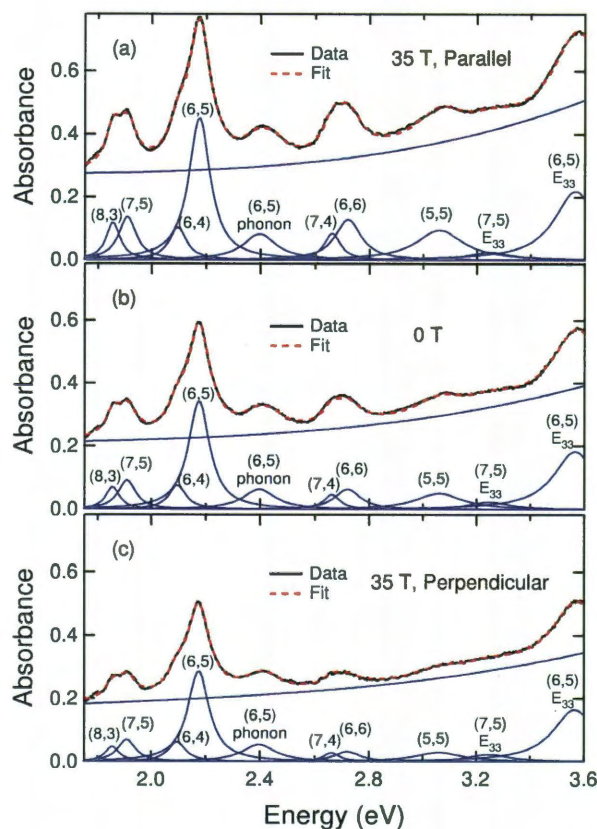 (a)
Data
Fit
35 T, Parallel
Absorbance
0.6
0.4
0.2
0.0
(8,3)
(7,5)
(6,4)
(6,5)
(6,5)
phonon
(7,4)
(6,6)
(5,5)
(7,5)
E33
(6,5)
E33
(b)
Data
Fit
0 T
Absorbance
0.6
0.4
0.2
0.0
(8,3)
(7,5)
(6,4)
(6,5)
(6,5)
phonon
(7,4)
(6,6)
(5,5)
(7,5)
E33
(6,5)
E33
(c)
Data
Fit
35 T, Perpendicular
Absorbance
0.6
0.4
0.2
0.0
(8,3)
(7,5)
(6,4)
(6,5)
(6,5)
phonon
(7,4)
(6,6)
(5,5)
(7,5)
E33
(6,5)
E33
2.0 2.4 2.8 3.2 3.6
Energy (eV)